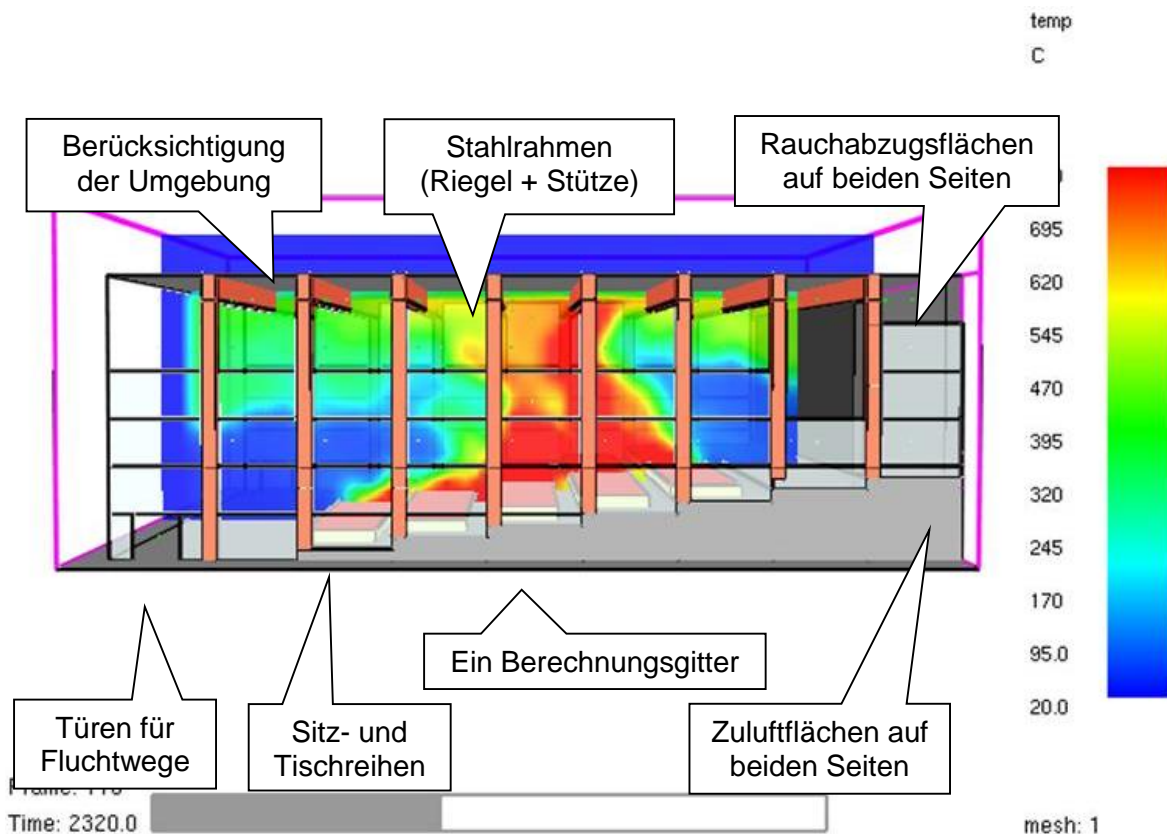 temp
C
Berücksichtigung
der Umgebung
Stahlrahmen
(Riegel + Stütze)
Rauchabzugsflächen
auf beiden Seiten
695
620
545
470
395
320
245
170
95.0
20.0
Ein Berechnungsgitter
Türen für
Fluchtwege
Sitz- und
Tischreihen
Zuluftflächen auf
beiden Seiten
Time: 2320.0
mesh: 1